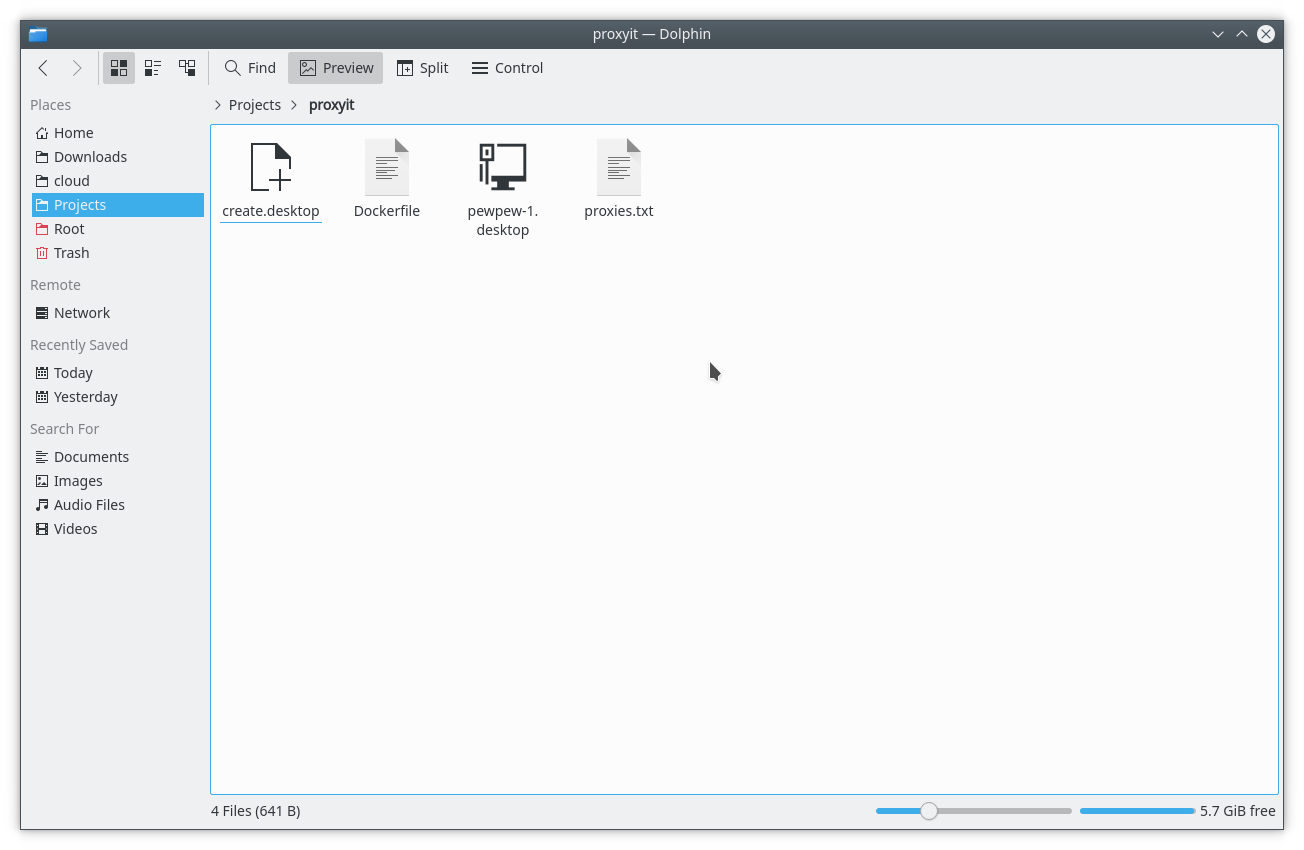 proxyit — Dolphin
Find
Preview
Split
Control
Places
Projects
proxyit
Home
Downloads
cloud
Projects
Root
Trash
Remote
Network
Recently Saved
Today
Yesterday
Search For
Documents
Images
Audio Files
Videos
create.desktop
Dockerfile
pewpew-1.
desktop
proxies.txt
4 Files (641 B)
5.7 GiB free